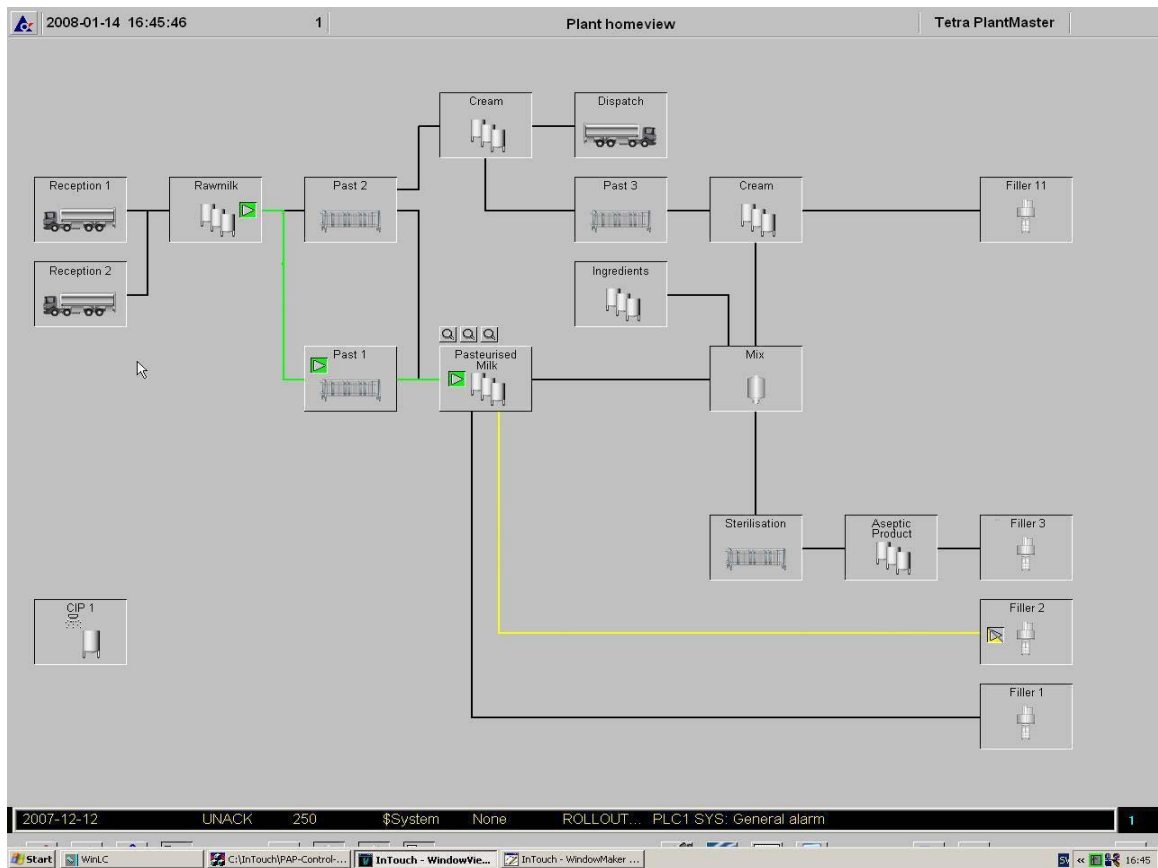 2008-01-14 16:45:46 1 Plant homeview Tetra PlantMaster
Cream Dispatch
Reception 1 Rawmilk Past 2 Past 3 Cream Filler 11
Reception 2 Ingredients
Past 1 Pasteurised Milk Mix
Sterilisation Aseptic Product Filler 3
CIP 1 Filler 2
Filler 1
2007-12-12 UNACK 250 $System None ROLLOUT... PLC1 SYS: General alarm 1
Start WinLC C:\InTouch\PAP-Control-... InTouch - WindowVie... InTouch - WindowMaker ... SV « 16:45